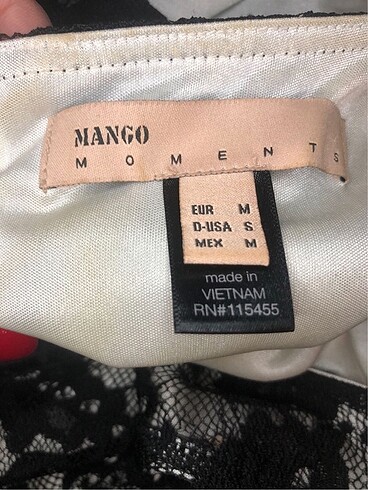 MANGO
MOMENTS
EUR M
D-USA S
MEX M
made in
VIETNAM
RN#115455